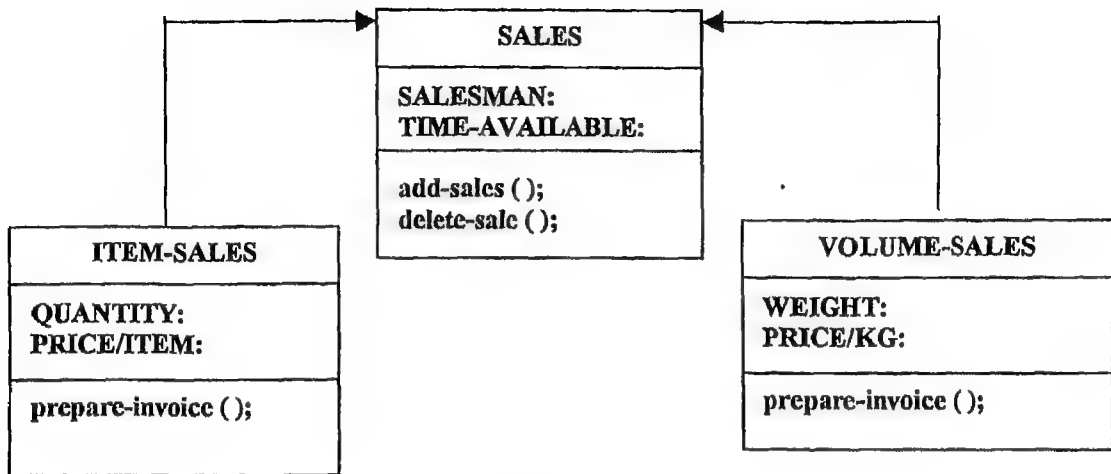 SALES
SALESMAN:
TIME-AVAILABLE:
add-sales ( );
delete-sale ( );
ITEM-SALES
QUANTITY:
PRICE/ITEM:
prepare-invoice ( );
VOLUME-SALES
WEIGHT:
PRICE/KG:
prepare-invoice ( );